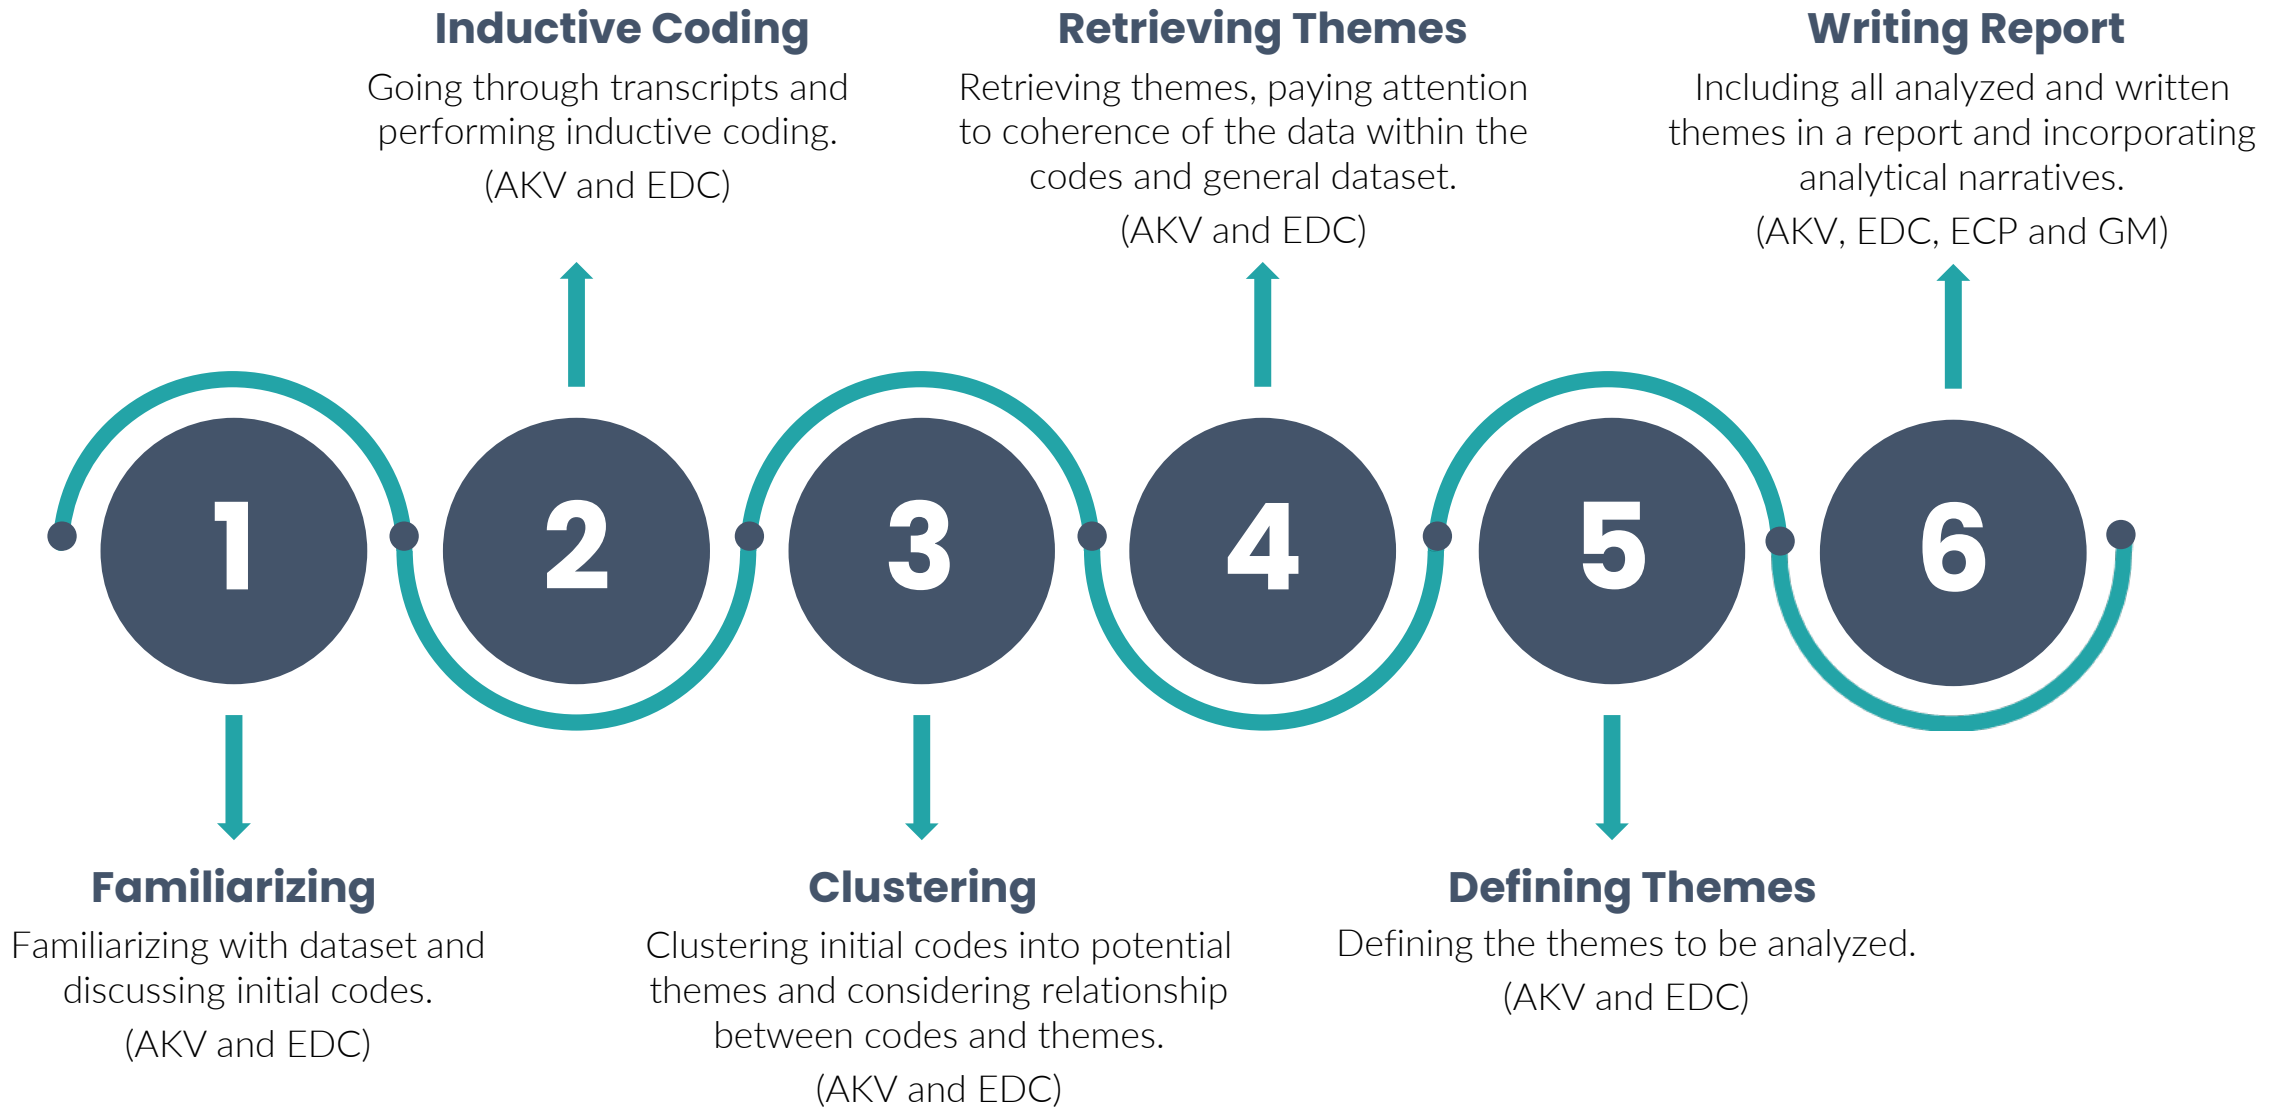 Inductive Coding
Going through transcripts and
performing inductive coding.
(AKV and EDC)
Retrieving Themes
Retrieving themes, paying attention
to coherence of the data within the
codes and general dataset.
(AKV and EDC)
Writing Report
Including all analyzed and written
themes in a report and incorporating
analytical narratives.
(AKV, EDC, ECP and GM)
1
2
3
4
5
6
Familiarizing
Familiarizing with dataset and
discussing initial codes.
(AKV and EDC)
Clustering
Clustering initial codes into potential
themes and considering relationship
between codes and themes.
(AKV and EDC)
Defining Themes
Defining the themes to be analyzed.
(AKV and EDC)